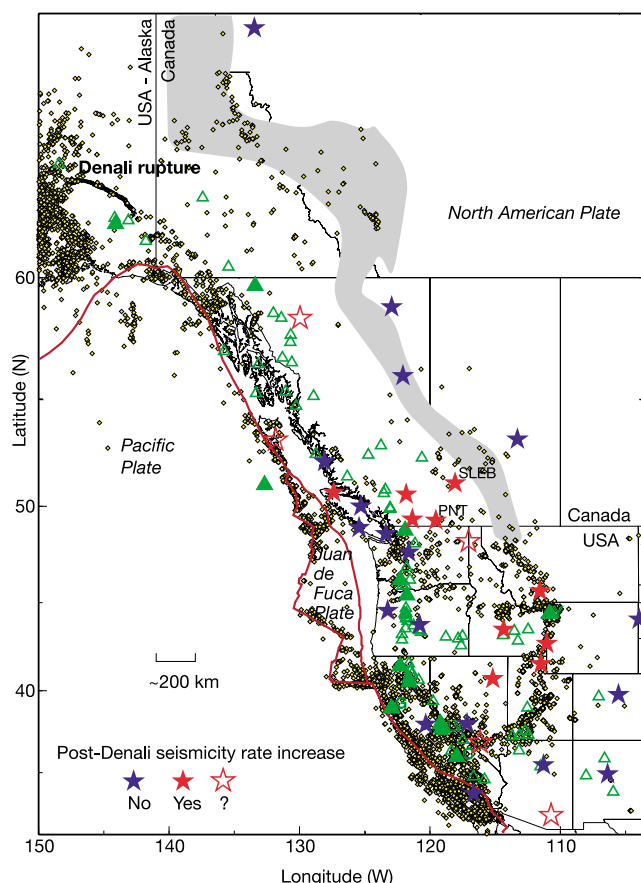 USA - Alaska
Canada
Denali rupture
North American Plate
60
Latitude (N)
Pacific
Plate
SLEB
50
PNT
Canada
USA
Juan
de
Fuca
Plate
~200 km
40
Post-Denali seismicity rate increase
No
Yes
?
150
140
130
120
110
Longitude (W)